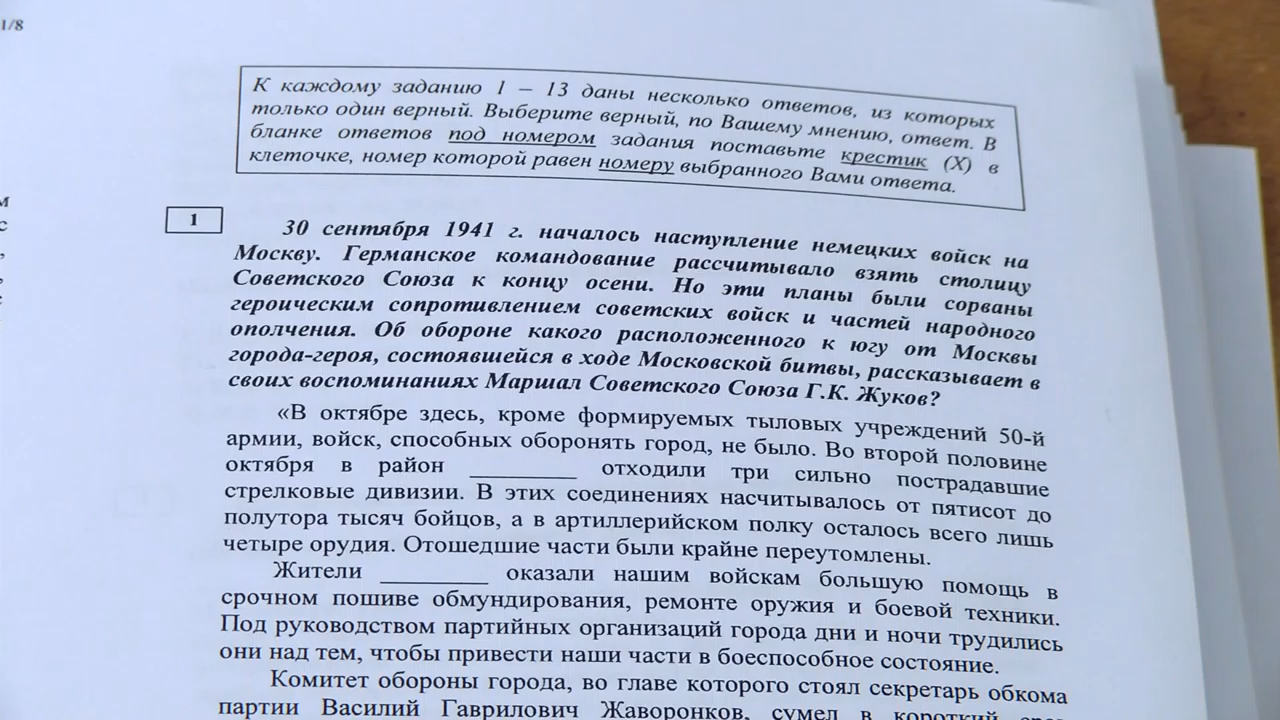 1/8
К каждому заданию 1 – 13 даны несколько ответов, из которых
только один верный. Выберите верный, по Вашему мнению, ответ. В
бланке ответов под номером задания поставьте крестик (X) в
клеточке, номер которой равен номеру выбранного Вами ответа.
1
30 сентября 1941 г. началось наступление немецких войск на
Москву. Германское командование рассчитывало взять столицу
Советского Союза к концу осени. Но эти планы были сорваны
героическим сопротивлением советских войск и частей народного
ополчения. Об обороне какого расположенного к югу от Москвы
города-героя, состоявшейся в ходе Московской битвы, рассказывает в
своих воспоминаниях Маршал Советского Союза Г.К. Жуков?
«В октябре здесь, кроме формируемых тыловых учреждений 50-й
армии, войск, способных оборонять город, не было. Во второй половине
октября в район _________ отходили три сильно пострадавшие
стрелковые дивизии. В этих соединениях насчитывалось от пятисот до
полутора тысяч бойцов, а в артиллерийском полку осталось всего лишь
четыре орудия. Отошедшие части были крайне переутомлены.
Жители _________ оказали нашим войскам большую помощь в
срочном пошиве обмундирования, ремонте оружия и боевой техники.
Под руководством партийных организаций города дни и ночи трудились
они над тем, чтобы привести наши части в боеспособное состояние.
Комитет обороны города, во главе которого стоял секретарь обкома
партии Василий Гаврилович Жаворонков, сумел в короткий